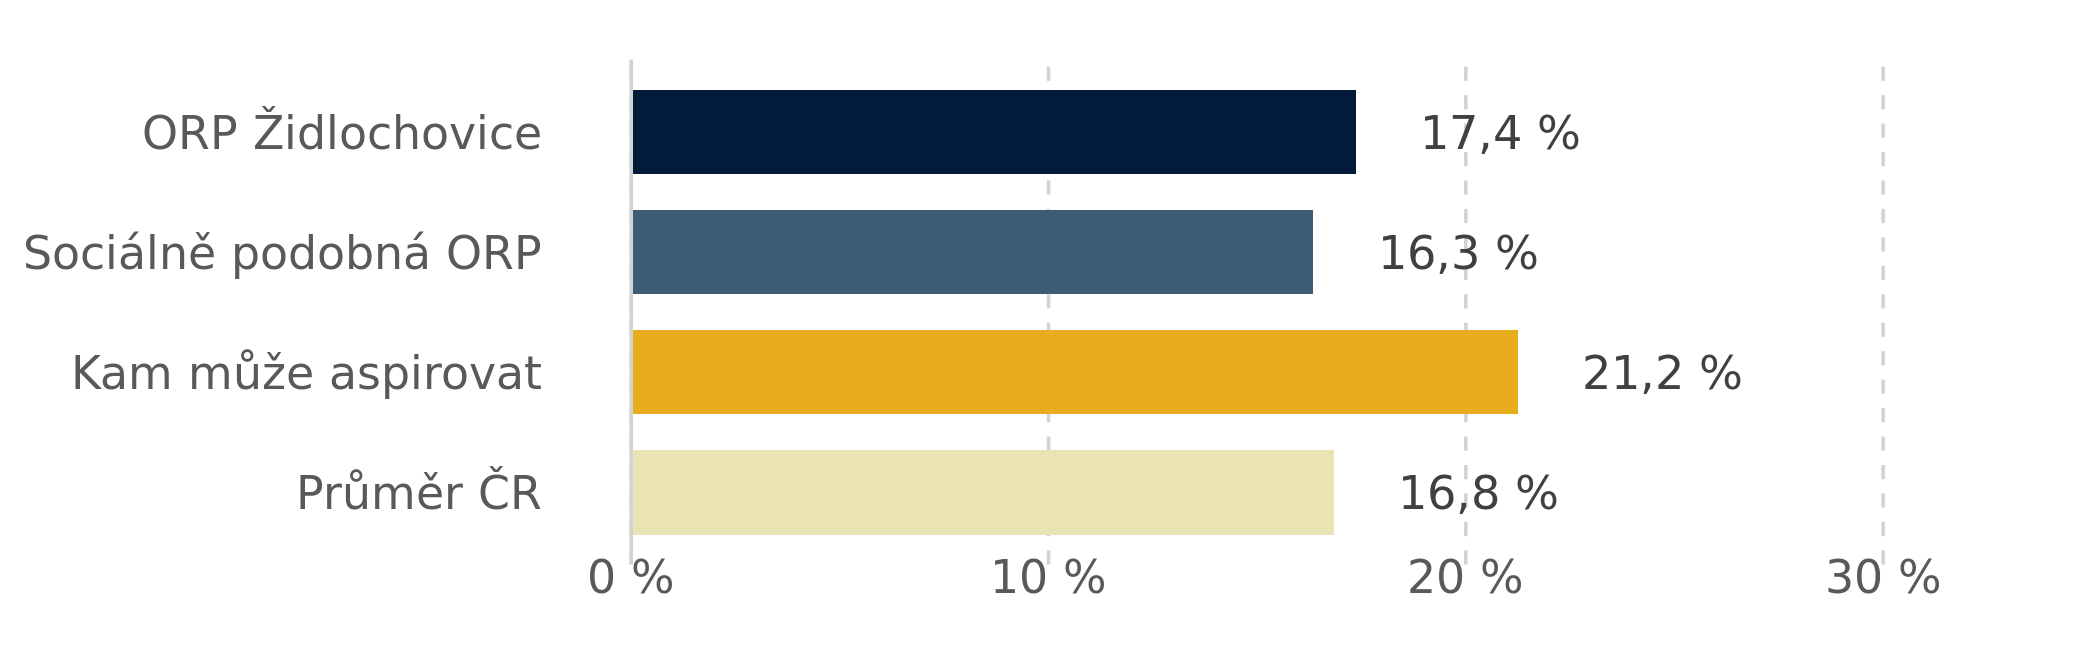 ORP Židlochovice 17,4 %
Sociálně podobná ORP 16,3 %
Kam může aspirovat 21,2 %
Průměr ČR 16,8 %
0 % 10 % 20 % 30 %